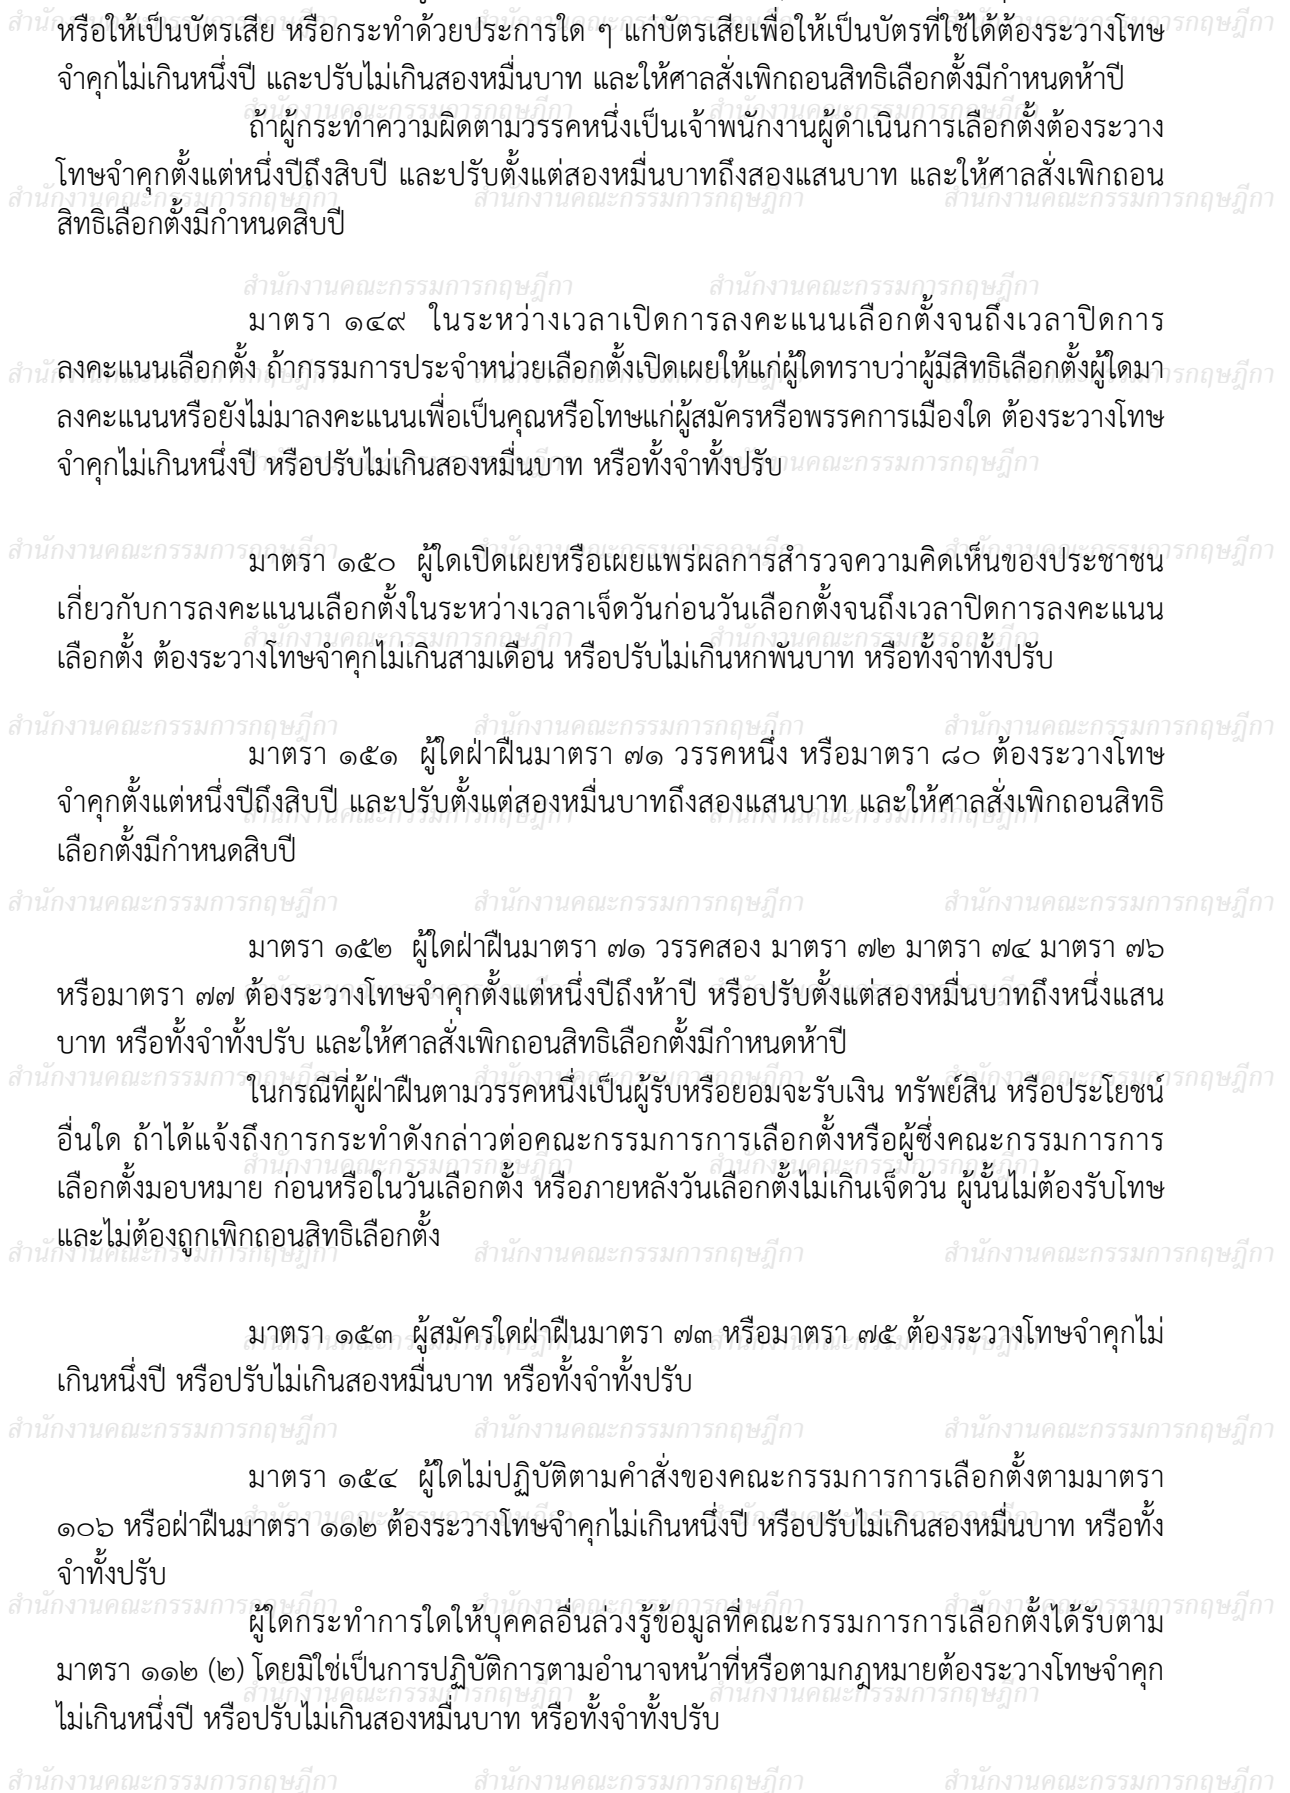 หรือให้เป็นบัตรเสีย หรือกระทำด้วยประการใด ๆ แก่บัตรเสียเพื่อให้เป็นบัตรที่ใช้ได้ต้องระวางโทษ
จำคุกไม่เกินหนึ่งปี และปรับไม่เกินสองหมื่นบาท และให้ศาลสั่งเพิกถอนสิทธิเลือกตั้งมีกำหนดห้าปี
ถ้าผู้กระทำความผิดตามวรรคหนึ่งเป็นเจ้าพนักงานผู้ดำเนินการเลือกตั้งต้องระวาง
โทษจำคุกตั้งแต่หนึ่งปีถึงสิบปี และปรับตั้งแต่สองหมื่นบาทถึงสองแสนบาท และให้ศาลสั่งเพิกถอน
สิทธิเลือกตั้งมีกำหนดสิบปี
มาตรา ๑๔๙ ในระหว่างเวลาเปิดการลงคะแนนเลือกตั้งจนถึงเวลาปิดการ
ลงคะแนนเลือกตั้ง ถ้ากรรมการประจำหน่วยเลือกตั้งเปิดเผยให้แก่ผู้ใดทราบว่าผู้มีสิทธิเลือกตั้งผู้ใดมา
ลงคะแนนหรือยังไม่มาลงคะแนนเพื่อเป็นคุณหรือโทษแก่ผู้สมัครหรือพรรคการเมืองใด ต้องระวางโทษ
จำคุกไม่เกินหนึ่งปี หรือปรับไม่เกินสองหมื่นบาท หรือทั้งจำทั้งปรับ
มาตรา ๑๕๐ ผู้ใดเปิดเผยหรือเผยแพร่ผลการสำรวจความคิดเห็นของประชาชน
เกี่ยวกับการลงคะแนนเลือกตั้งในระหว่างเวลาเจ็ดวันก่อนวันเลือกตั้งจนถึงเวลาปิดการลงคะแนน
เลือกตั้ง ต้องระวางโทษจำคุกไม่เกินสามเดือน หรือปรับไม่เกินหกพันบาท หรือทั้งจำทั้งปรับ
มาตรา ๑๕๑ ผู้ใดฝ่าฝืนมาตรา ๗๑ วรรคหนึ่ง หรือมาตรา ๘๐ ต้องระวางโทษ
จำคุกตั้งแต่หนึ่งปีถึงสิบปี และปรับตั้งแต่สองหมื่นบาทถึงสองแสนบาท และให้ศาลสั่งเพิกถอนสิทธิ
เลือกตั้งมีกำหนดสิบปี
มาตรา ๑๕๒ ผู้ใดฝ่าฝืนมาตรา ๗๑ วรรคสอง มาตรา ๗๒ มาตรา ๗๔ มาตรา ๗๖
หรือมาตรา ๗๗ ต้องระวางโทษจำคุกตั้งแต่หนึ่งปีถึงห้าปี หรือปรับตั้งแต่สองหมื่นบาทถึงหนึ่งแสน
บาท หรือทั้งจำทั้งปรับ และให้ศาลสั่งเพิกถอนสิทธิเลือกตั้งมีกำหนดห้าปี
ในกรณีที่ผู้ฝ่าฝืนตามวรรคหนึ่งเป็นผู้รับหรือยอมจะรับเงิน ทรัพย์สิน หรือประโยชน์
อื่นใด ถ้าได้แจ้งถึงการกระทำดังกล่าวต่อคณะกรรมการการเลือกตั้งหรือผู้ซึ่งคณะกรรมการการ
เลือกตั้งมอบหมาย ก่อนหรือในวันเลือกตั้ง หรือภายหลังวันเลือกตั้งไม่เกินเจ็ดวัน ผู้นั้นไม่ต้องรับโทษ
และไม่ต้องถูกเพิกถอนสิทธิเลือกตั้ง
มาตรา ๑๕๓ ผู้สมัครใดฝ่าฝืนมาตรา ๗๓ หรือมาตรา ๗๕ ต้องระวางโทษจำคุกไม่
เกินหนึ่งปี หรือปรับไม่เกินสองหมื่นบาท หรือทั้งจำทั้งปรับ
มาตรา ๑๕๔ ผู้ใดไม่ปฏิบัติตามคำสั่งของคณะกรรมการการเลือกตั้งตามมาตรา
๑๐๖ หรือฝ่าฝืนมาตรา ๑๑๒ ต้องระวางโทษจำคุกไม่เกินหนึ่งปี หรือปรับไม่เกินสองหมื่นบาท หรือทั้ง
จำทั้งปรับ
ผู้ใดกระทำการใดให้บุคคลอื่นล่วงรู้ข้อมูลที่คณะกรรมการการเลือกตั้งได้รับตาม
มาตรา ๑๑๒ (๒) โดยมิใช่เป็นการปฏิบัติการตามอำนาจหน้าที่หรือตามกฎหมายต้องระวางโทษจำคุก
ไม่เกินหนึ่งปี หรือปรับไม่เกินสองหมื่นบาท หรือทั้งจำทั้งปรับ
สำนักงานคณะกรรมการกฤษฎีกา สำนักงานคณะกรรมการกฤษฎีกา สำนักงานคณะกรรมการกฤษฎีกา